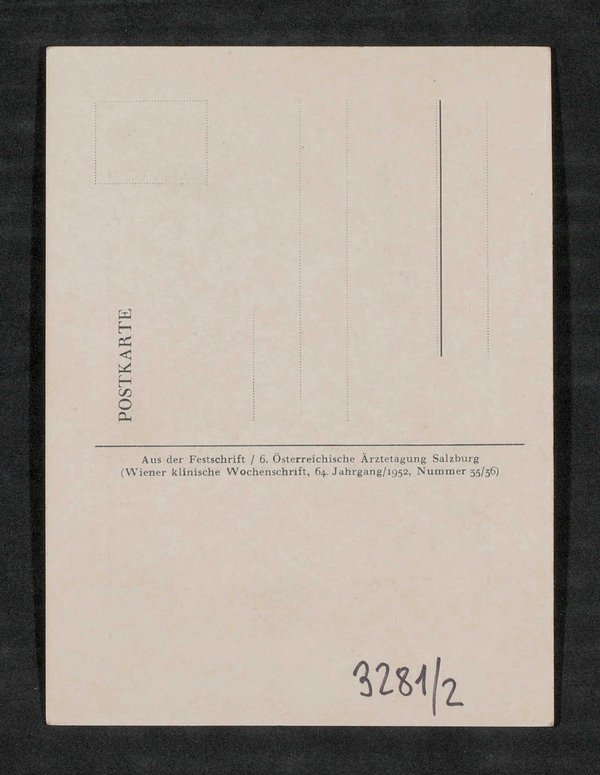 POSTKARTE
Aus der Festschrift / 6. Österreichische Ärztetagung Salzburg
(Wiener klinische Wochenschrift, 64. Jahrgang/1952, Nummer 35/36)
3281/2